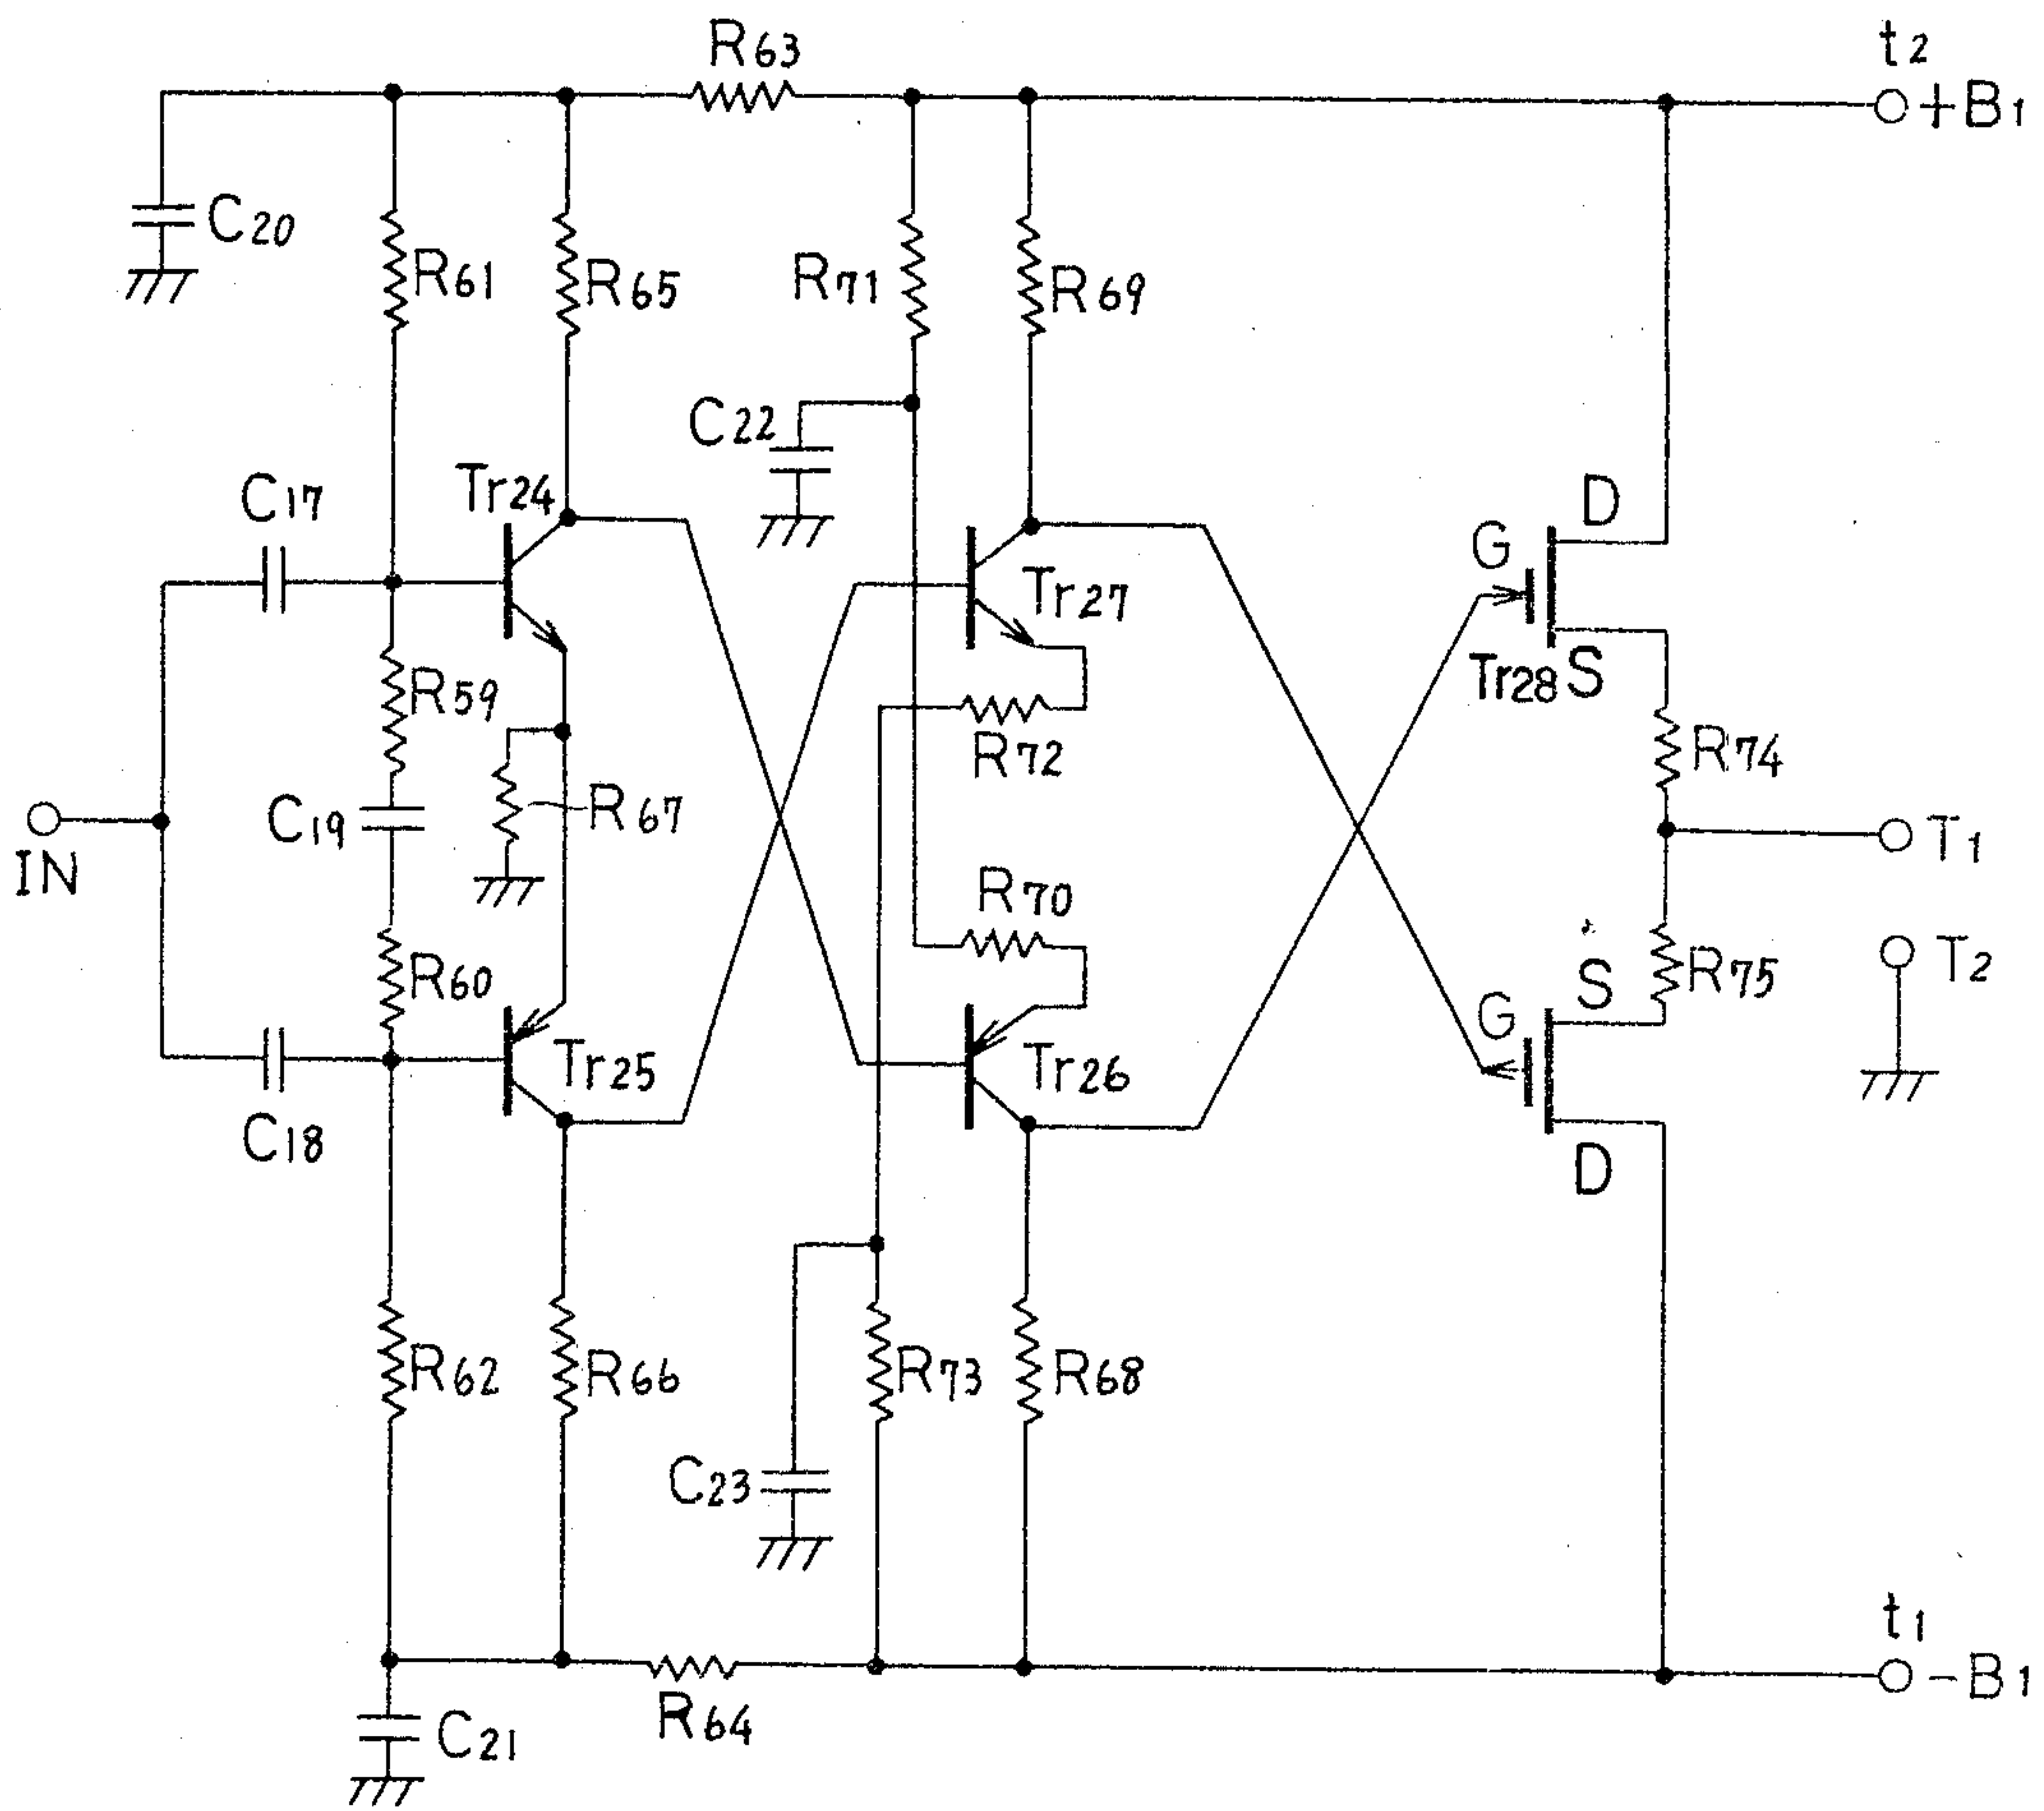 R63
t2
+B1
C20
R61
R65
R71
R69
C22
C17
Tr24
D
G
Tr27
Tr28
S
R59
R72
R74
C19
R67
T1
IN
R70
T2
R60
S
R75
G
Tr25
Tr26
C18
D
R62
R66
R73
R68
C23
t1
-B1
R64
C21